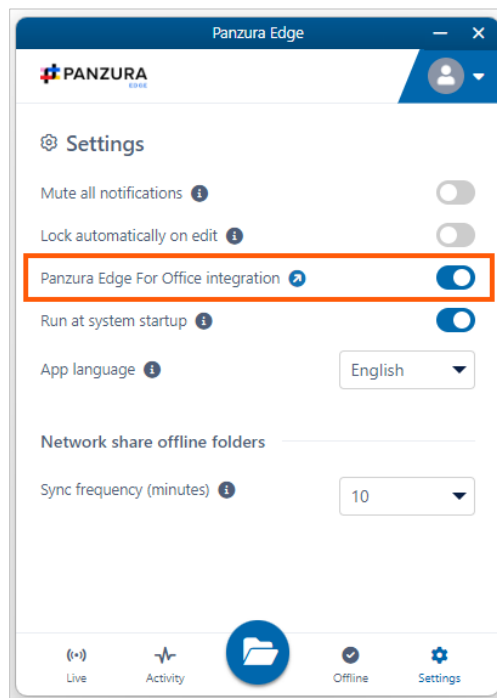 Panzura Edge
PANZURA
EDGE
Settings
Mute all notifications
Lock automatically on edit
Panzura Edge For Office integration
Run at system startup
App language English
Network share offline folders
Sync frequency (minutes) 10
Live Activity Offline Settings